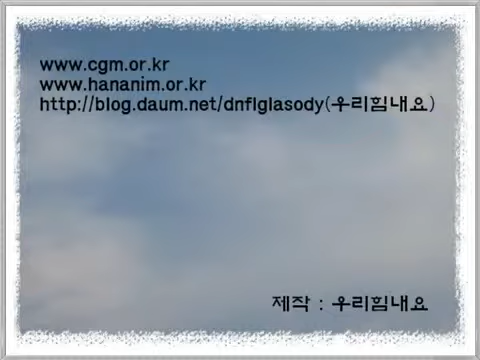 www.cgm.or.kr
www.hananim.or.kr
http://blog.daum.net/dnflglasody(우리힘내요)
제작 : 우리힘내요